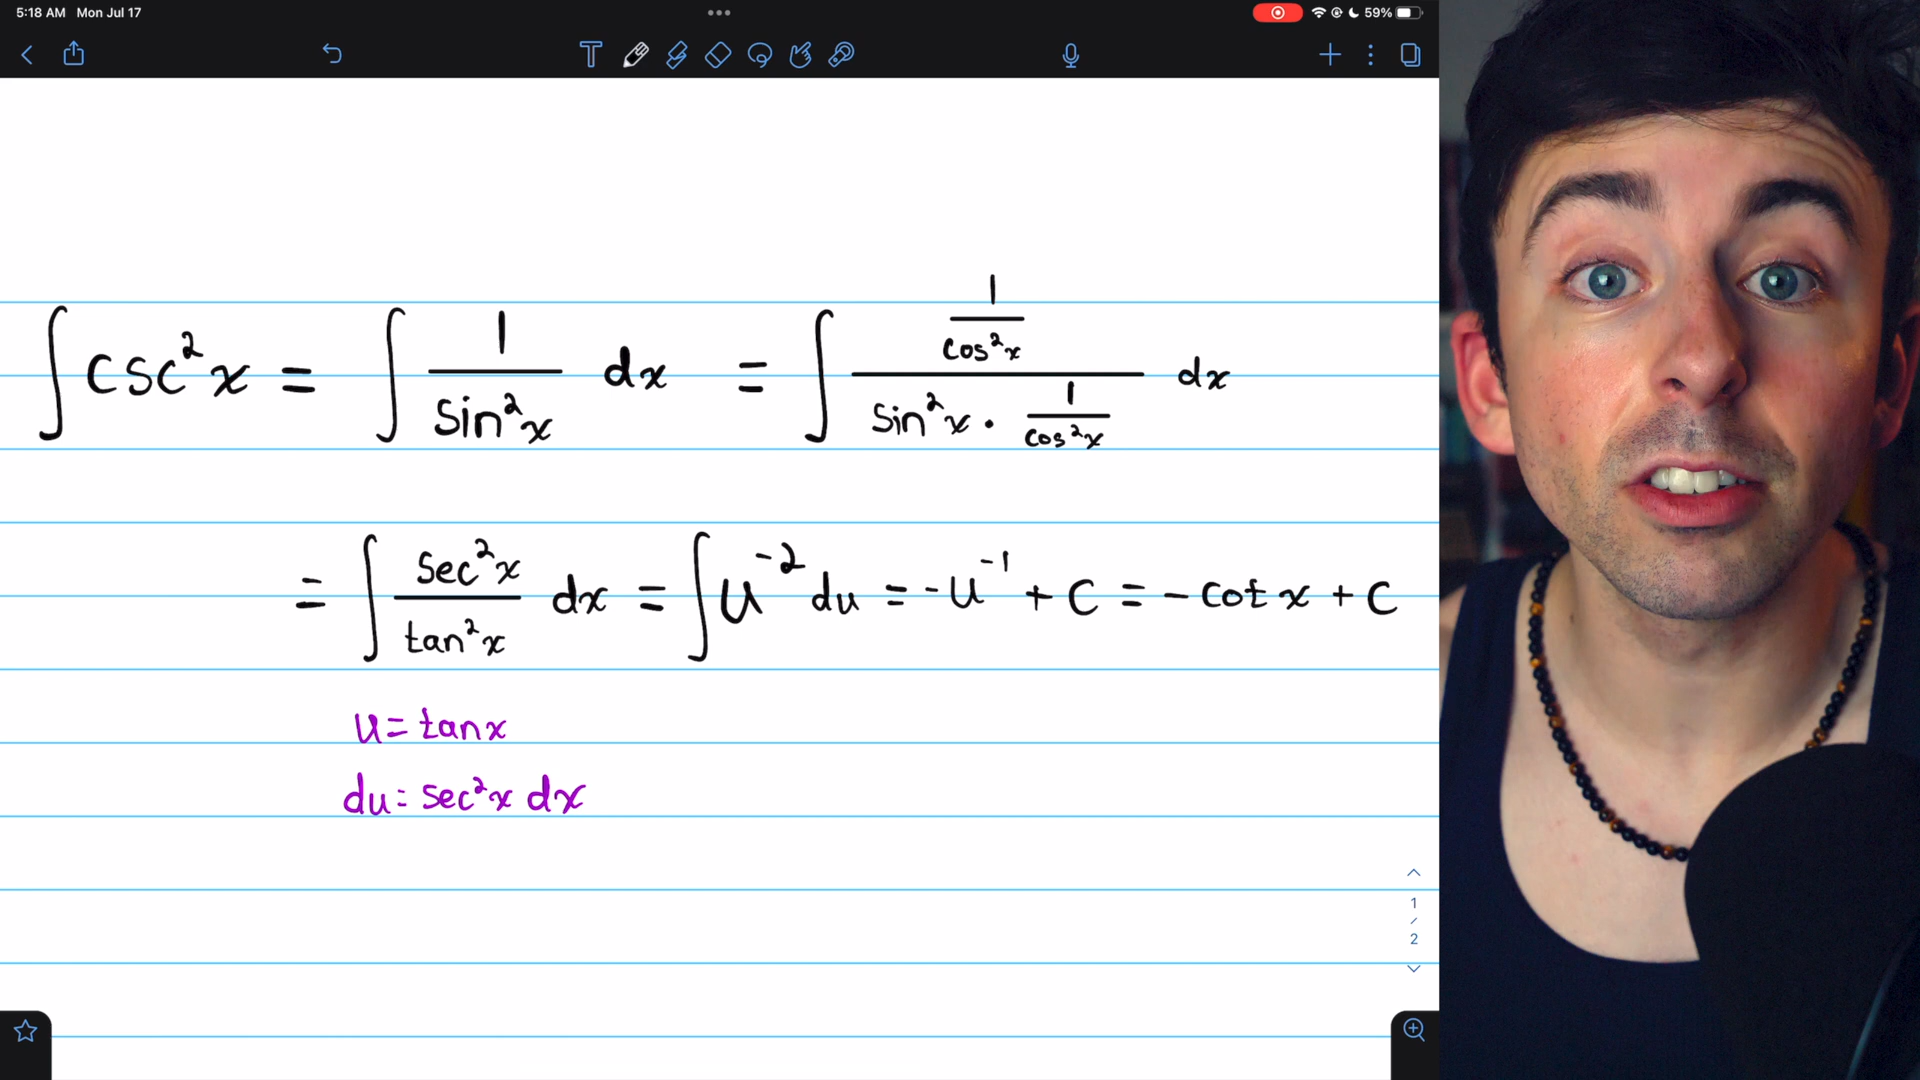 5:18 AM Mon Jul 17
59%
∫ csc²x = ∫ 1/sin²x dx = ∫ (1/cos²x)/(sin²x · 1/cos²x) dx
= ∫ sec²x/tan²x dx = ∫ u⁻² du = -u⁻¹ + c = - cot x + c
u = tanx
du = sec²x dx
1
/
2